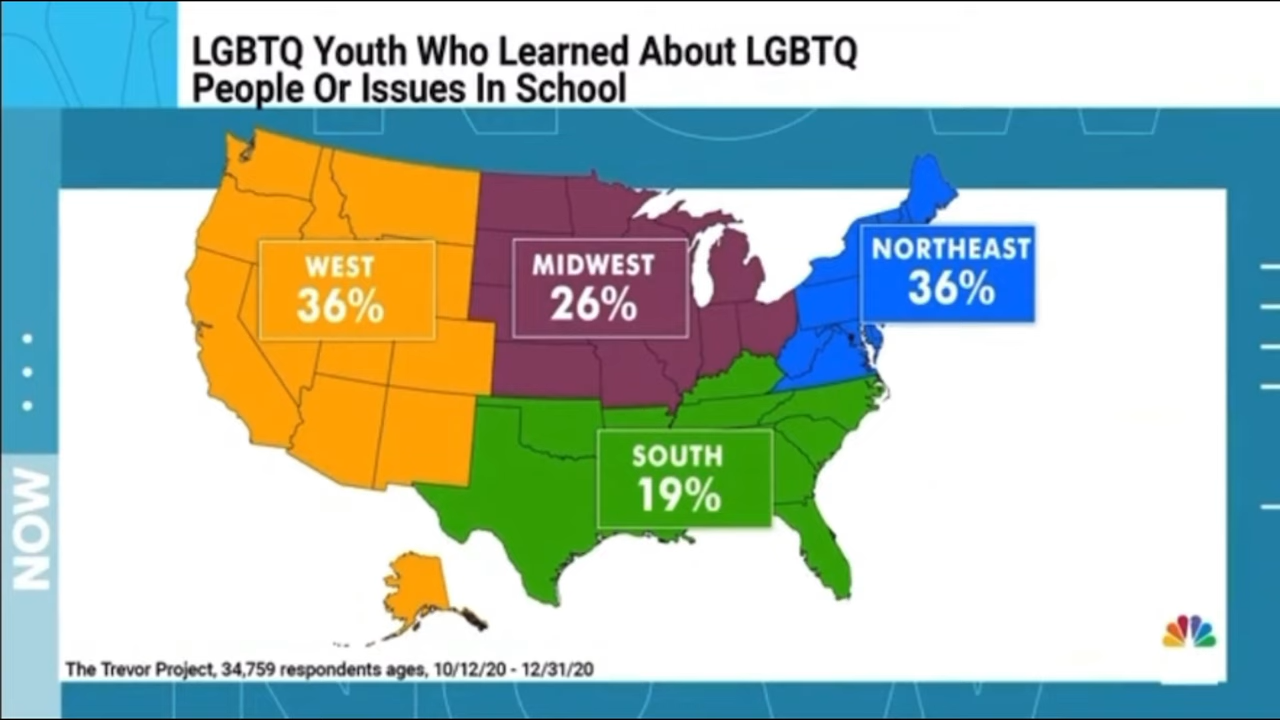 LGBTQ Youth Who Learned About LGBTQ
People Or Issues In School
WEST
36%
MIDWEST
26%
NORTHEAST
36%
SOUTH
19%
NOW
The Trevor Project, 34,759 respondents ages, 10/12/20 - 12/31/20